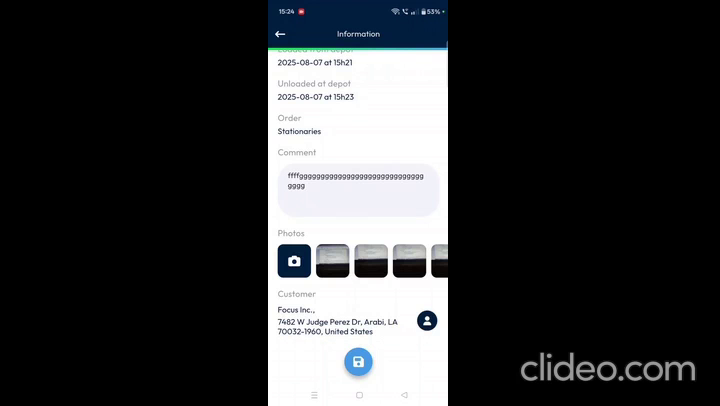 15:24
53%
Information
Loaded from depot
2025-08-07 at 15h21
Unloaded at depot
2025-08-07 at 15h23
Order
Stationaries
Comment
ffffgggggggggggggggggggggggggggg
gggg
Photos
Customer
Focus Inc.,
7482 W Judge Perez Dr, Arabi, LA
70032-1960, United States
clideo.com